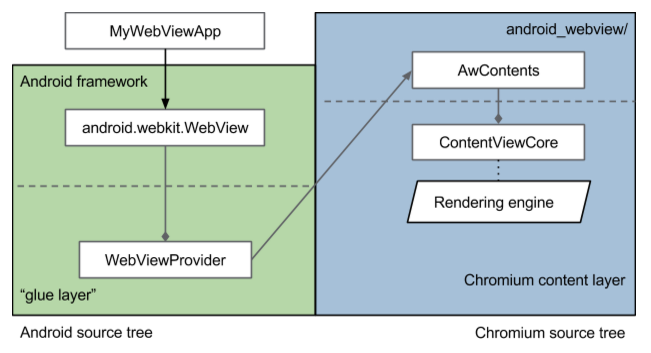 MyWebViewApp
android_webview/
Android framework
AwContents
android.webkit.WebView
ContentViewCore
Rendering engine
WebViewProvider
Chromium content layer
“glue layer”
Android source tree
Chromium source tree